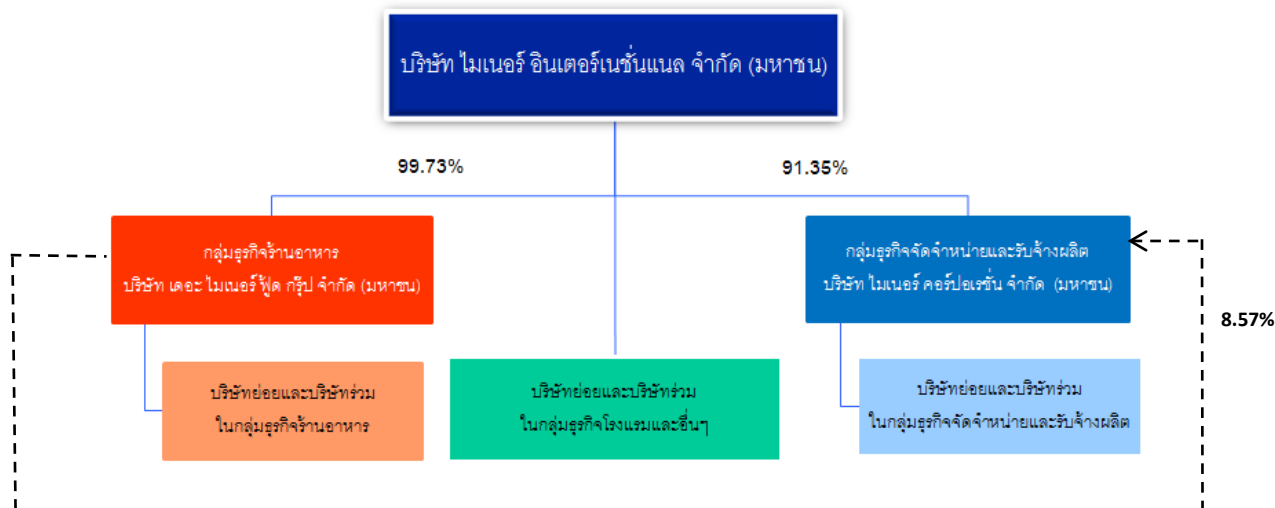 บริษัท ไมเนอร์ อินเตอร์เนชั่นแนล จำกัด (มหาชน)
99.73%
91.35%
กลุ่มธุรกิจร้านอาหาร
บริษัท เดอะ ไมเนอร์ ฟู้ด กรุ๊ป จำกัด (มหาชน)
กลุ่มธุรกิจจัดจำหน่ายและรับจ้างผลิต
บริษัท ไมเนอร์ คอร์ปอเรชั่น จำกัด (มหาชน)
8.57%
บริษัทย่อยและบริษัทร่วม
ในกลุ่มธุรกิจร้านอาหาร
บริษัทย่อยและบริษัทร่วม
ในกลุ่มธุรกิจโรงแรมและอื่นๆ
บริษัทย่อยและบริษัทร่วม
ในกลุ่มธุรกิจจัดจำหน่ายและรับจ้างผลิต